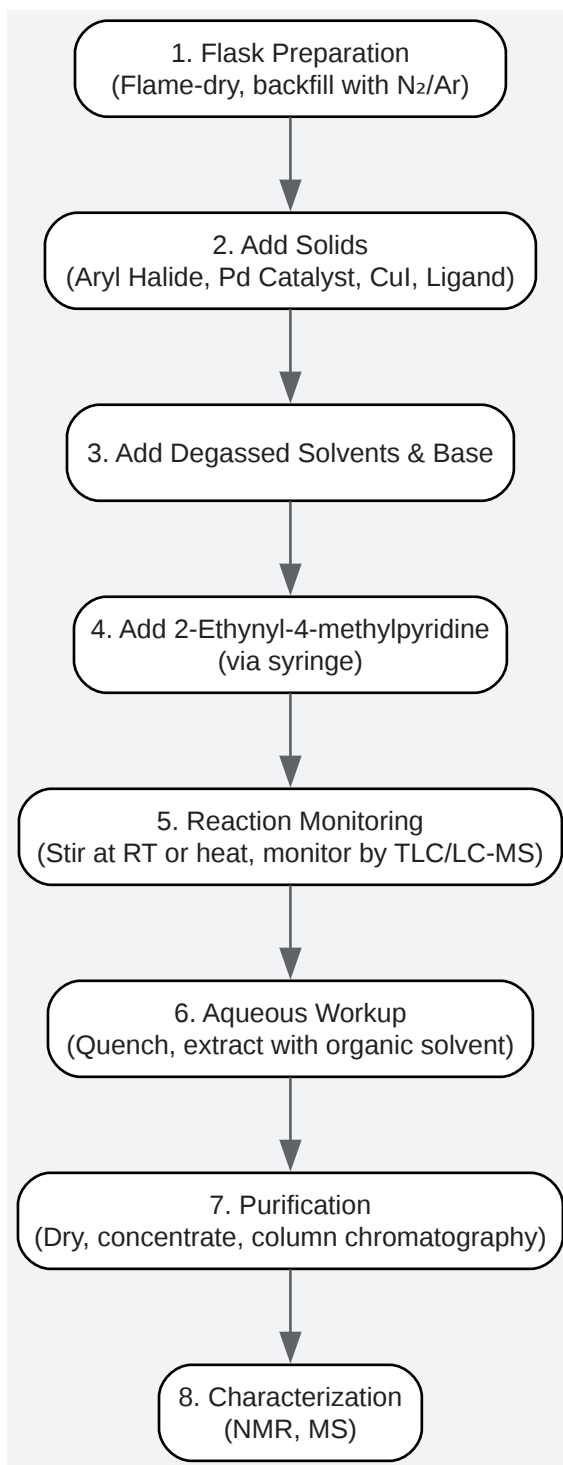 1. Flask Preparation
(Flame-dry, backfill with N₂/Ar)
2. Add Solids
(Aryl Halide, Pd Catalyst, CuI, Ligand)
3. Add Degassed Solvents & Base
4. Add 2-Ethynyl-4-methylpyridine
(via syringe)
5. Reaction Monitoring
(Stir at RT or heat, monitor by TLC/LC-MS)
6. Aqueous Workup
(Quench, extract with organic solvent)
7. Purification
(Dry, concentrate, column chromatography)
8. Characterization
(NMR, MS)